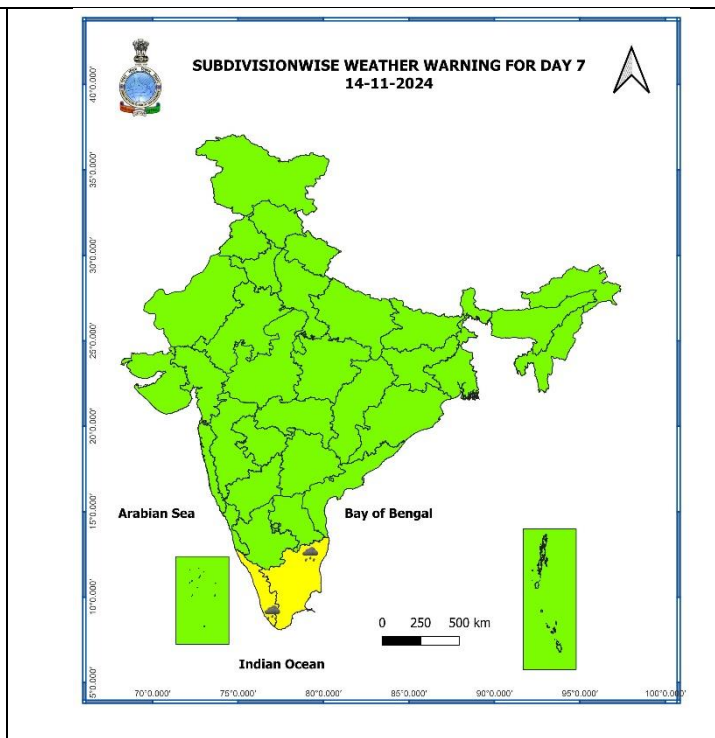 SUBDIVISIONWISE WEATHER WARNING FOR DAY 7
14-11-2024
40°0.000'
35°0.000'
30°0.000'
25°0.000'
20°0.000'
15°0.000'
10°0.000'
5°0.000'
Arabian Sea
Bay of Bengal
0 250 500 km
Indian Ocean
70°0.000' 75°0.000' 80°0.000' 85°0.000' 90°0.000' 95°0.000' 100°0.000'